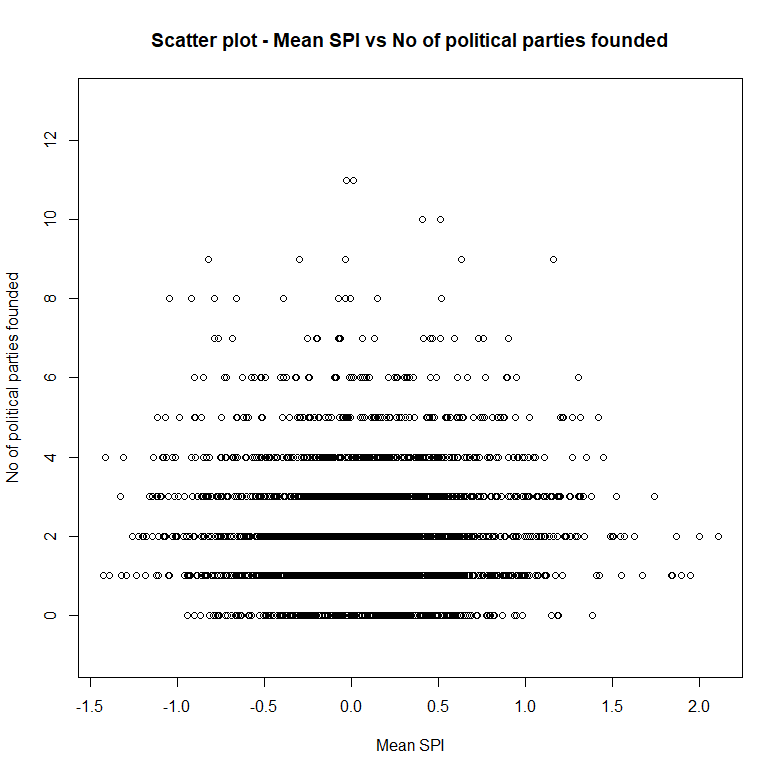 Scatter plot - Mean SPI vs No of political parties founded
No of political parties founded
12
10
8
6
4
2
0
-1.5 -1.0 -0.5 0.0 0.5 1.0 1.5 2.0
Mean SPI